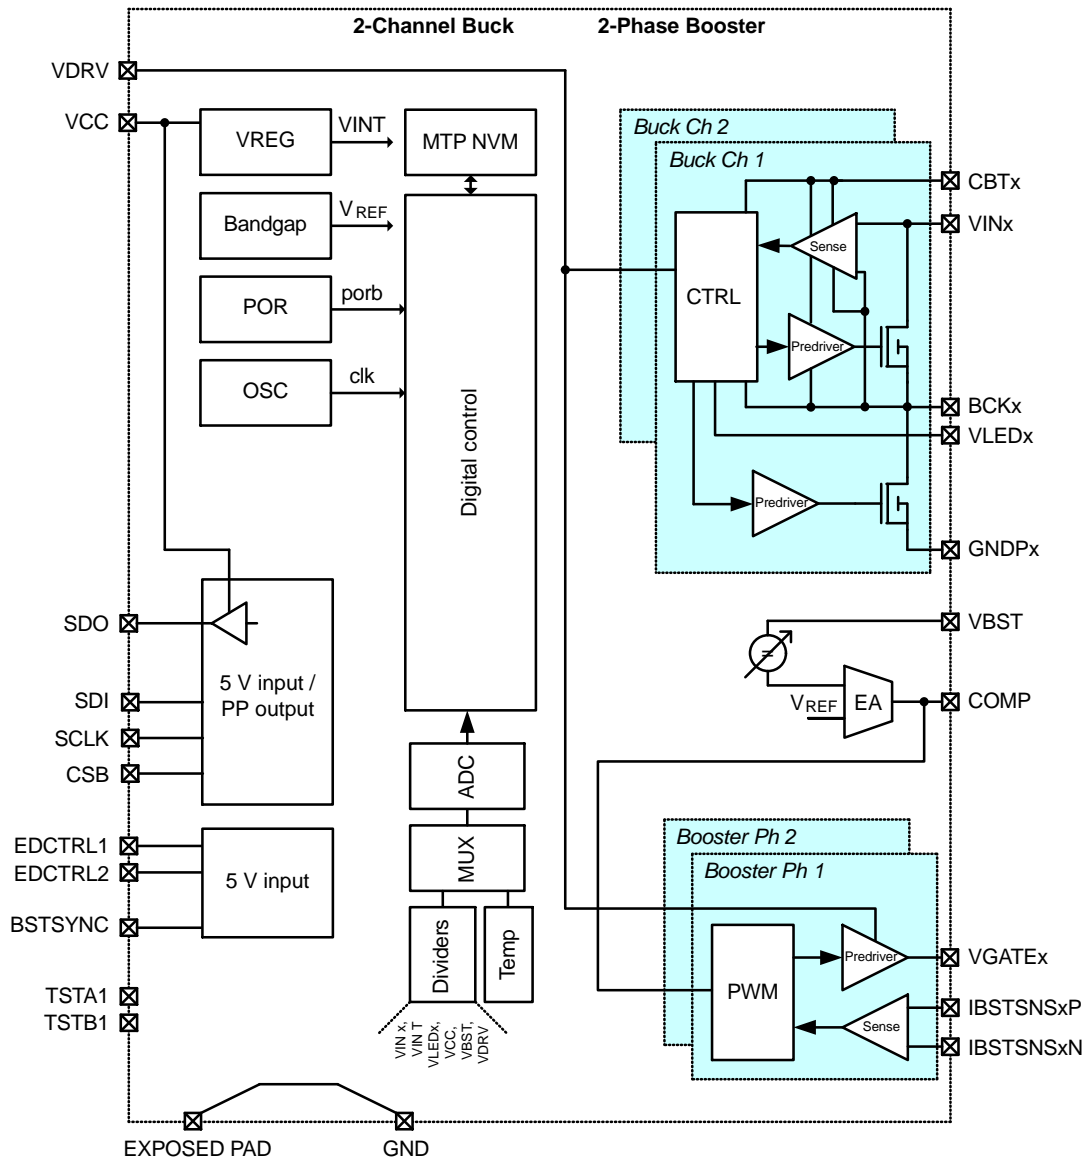 2-Channel Buck
2-Phase Booster
VDRV
VCC
VREG
VINT
MTP NVM
Bandgap
VREF
POR
porb
OSC
clk
Digital control
Buck Ch 2
Buck Ch 1
CTRL
Sense
Predriver
Predriver
CBTx
VINx
BCKx
VLEDx
GNDPx
SDO
SDI
SCLK
CSB
5 V input /
PP output
EDCTRL1
EDCTRL2
BSTSYNC
5 V input
TSTA1
TSTB1
ADC
MUX
Dividers
Temp
VIN x,
VIN T
VLEDx,
VCC,
VBST,
VDRV
VBST
=
VREF
EA
COMP
Booster Ph 2
Booster Ph 1
PWM
Predriver
Sense
VGATEx
IBSTSNSxP
IBSTSNSxN
EXPOSED PAD
GND